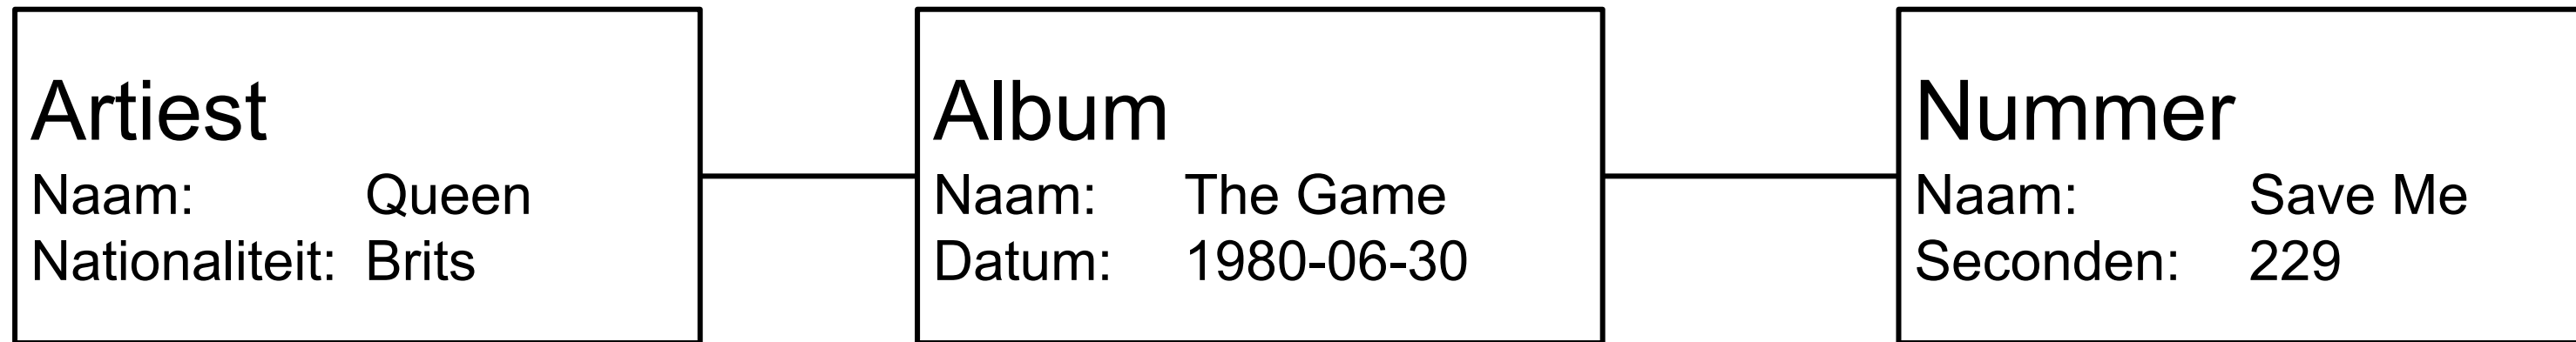 Artiest
Naam: Queen
Nationaliteit: Brits
Album
Naam: The Game
Datum: 1980-06-30
Nummer
Naam: Save Me
Seconden: 229